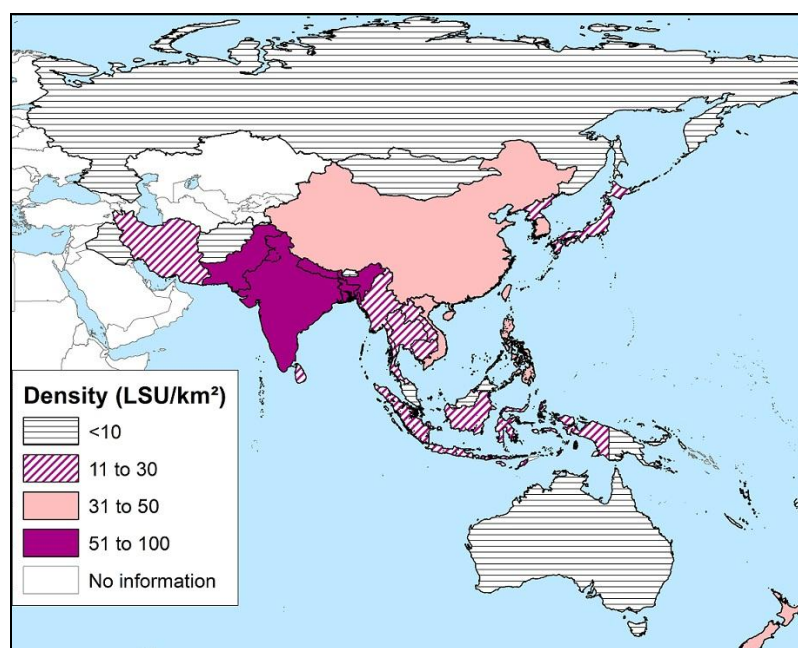 Density (LSU/km²)
<10
11 to 30
31 to 50
51 to 100
No information